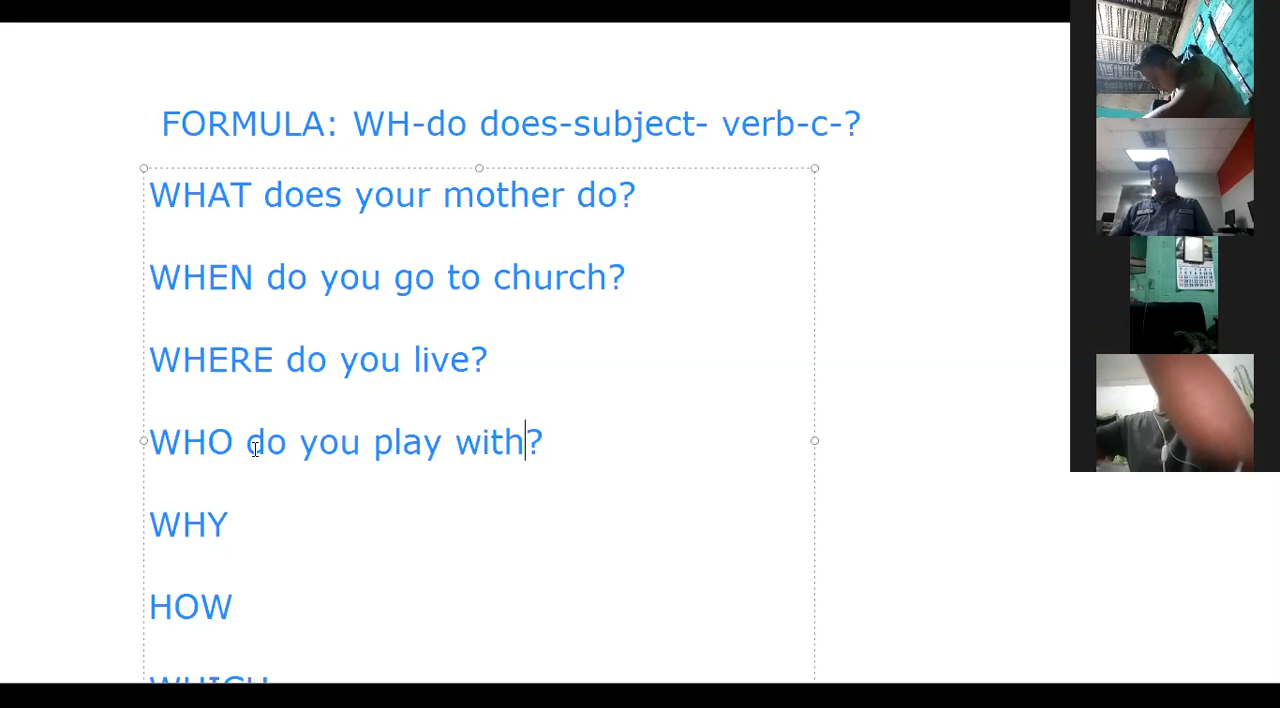 FORMULA: WH-do does-subject- verb-c-?
WHAT does your mother do?
WHEN do you go to church?
WHERE do you live?
WHO do you play with?
WHY
HOW
WHICH